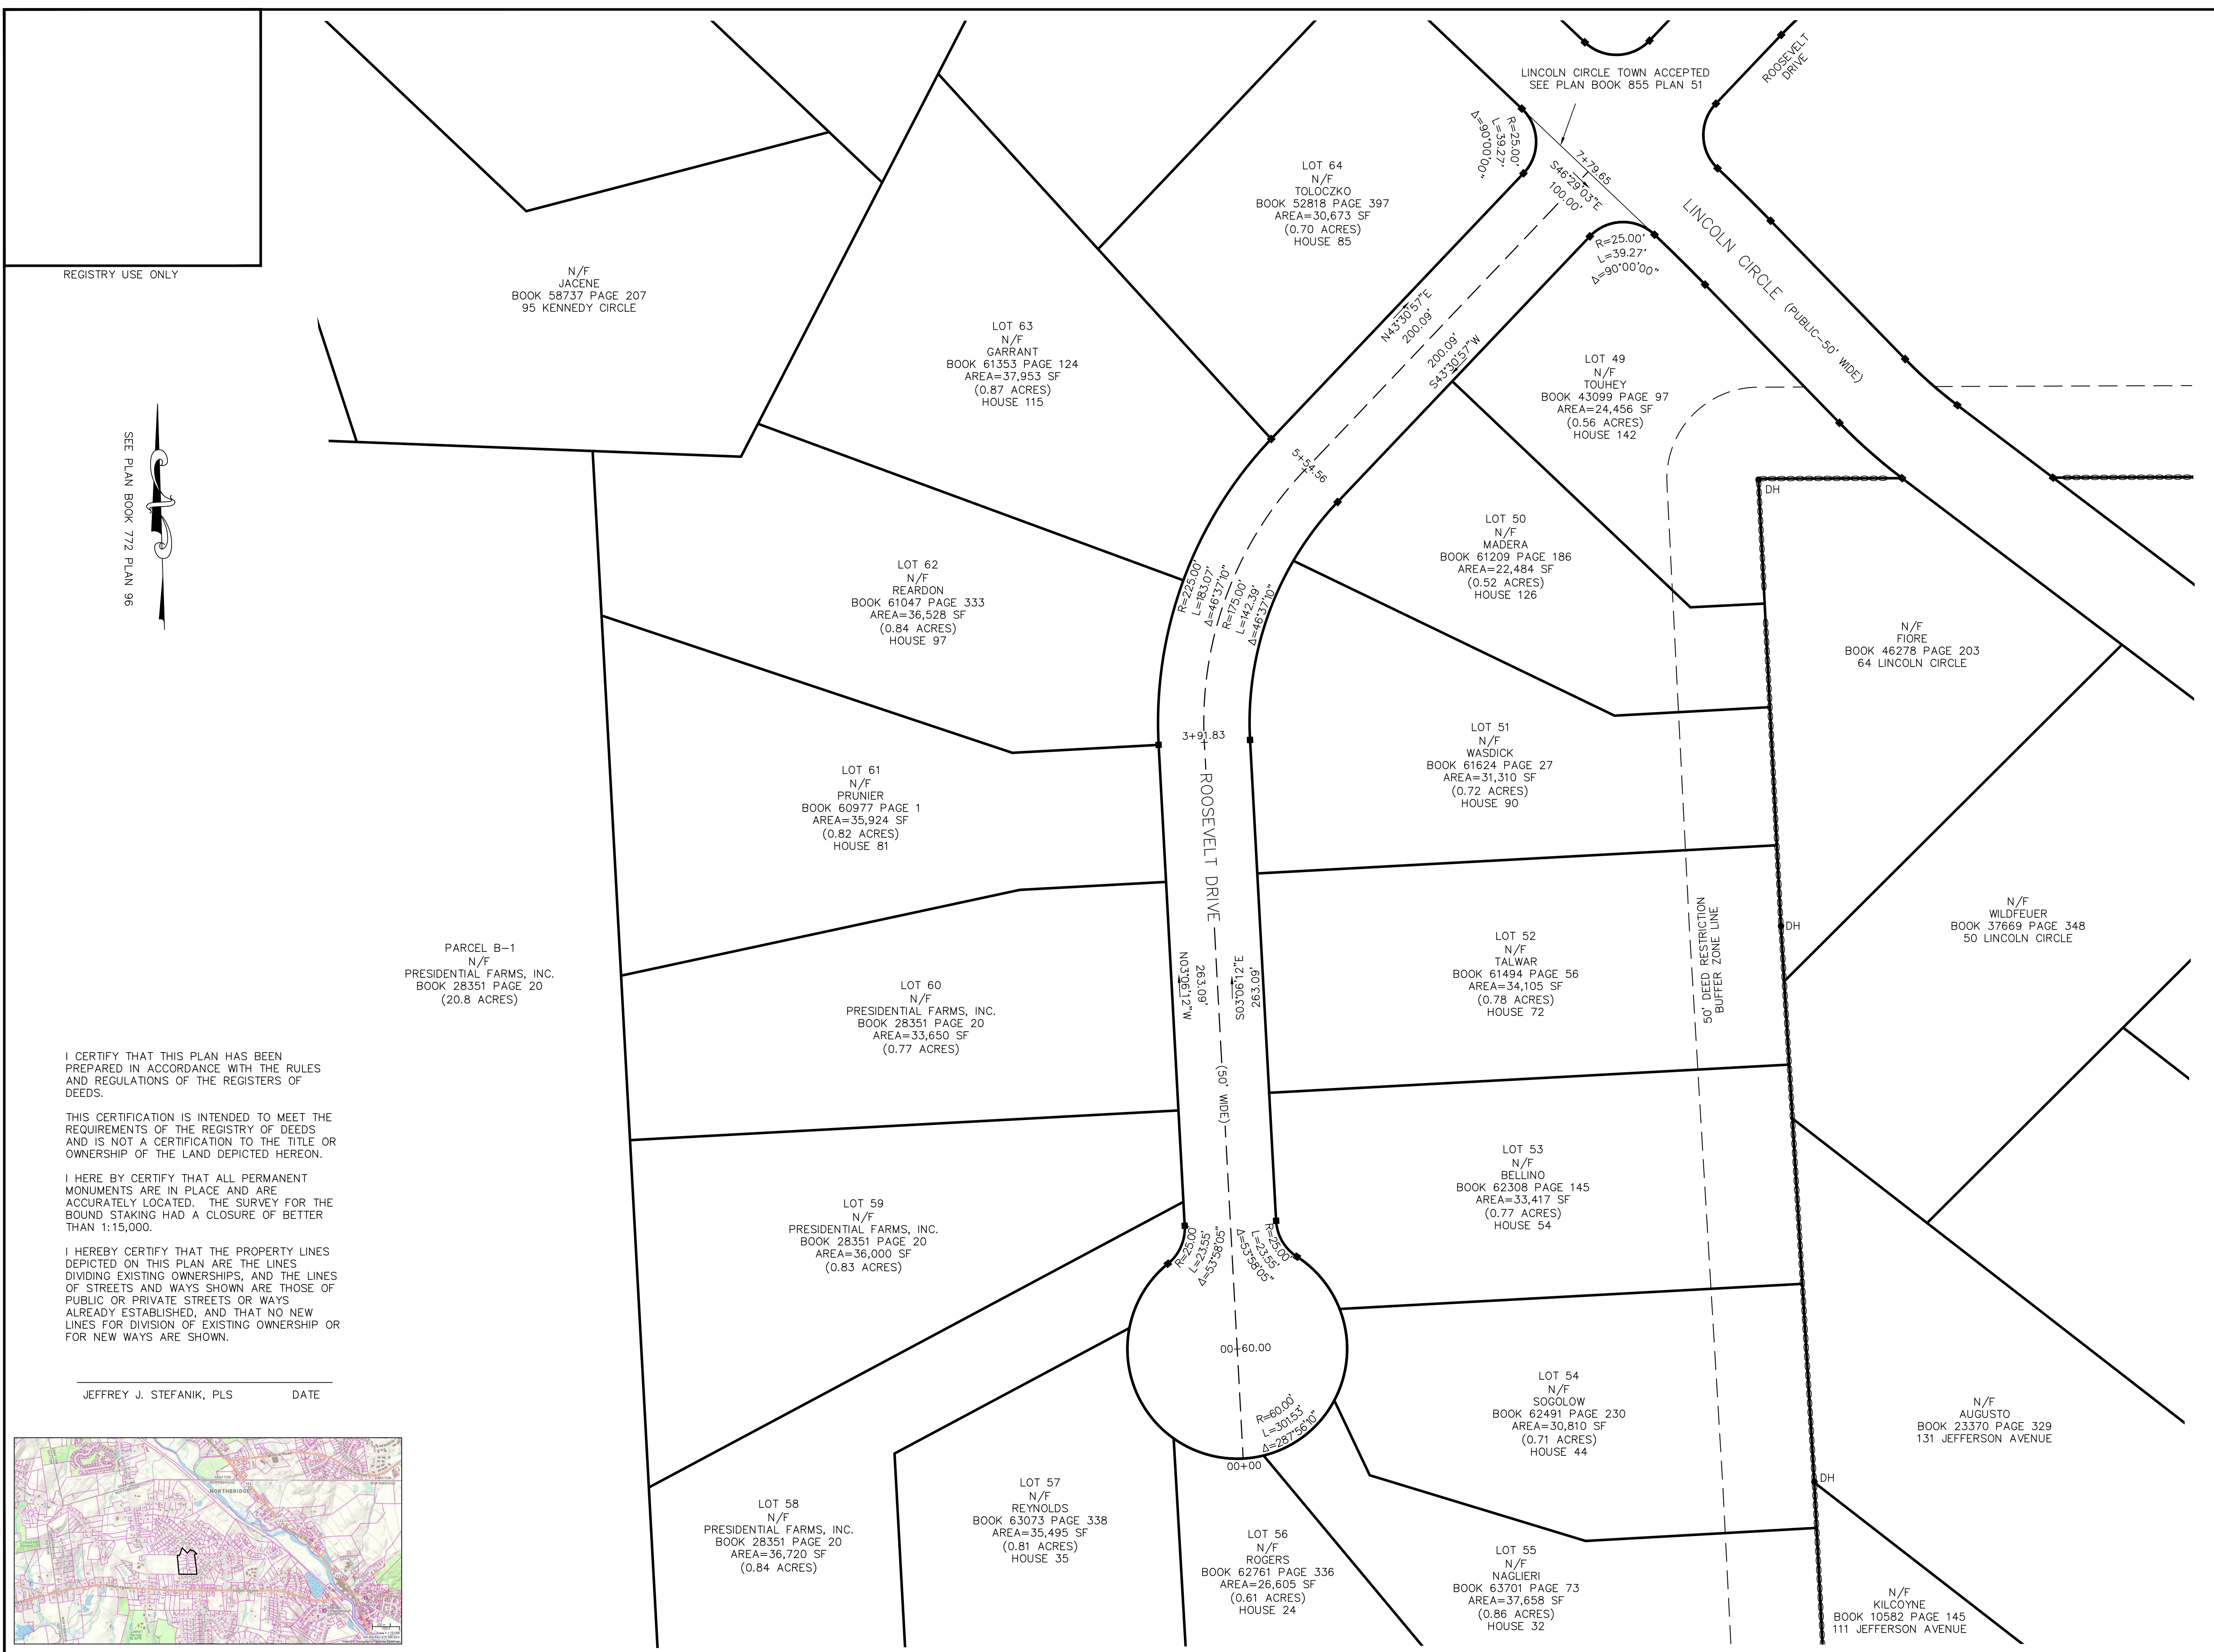 REGISTRY USE ONLY
SEE PLAN BOOK 772 PLAN 96
N/F
JACENE
BOOK 58737 PAGE 207
95 KENNEDY CIRCLE
LOT 63
N/F
GARRANT
BOOK 61353 PAGE 124
AREA=37,953 SF
(0.87 ACRES)
HOUSE 115
LOT 64
N/F
TOLOCZKO
BOOK 52818 PAGE 397
AREA=30,673 SF
(0.70 ACRES)
HOUSE 85
LINCOLN CIRCLE TOWN ACCEPTED
SEE PLAN BOOK 855 PLAN 51
ROOSEVELT
DRIVE
R=25.00'
L=39.27'
Δ=90°00'00"
7+79.65
S46°29'03"E
100.00'
R=25.00'
L=39.27'
Δ=90°00'00"
LINCOLN CIRCLE (PUBLIC-50' WIDE)
N43°30'57"E
200.09'
200.09'
S43°30'57"W
LOT 49
N/F
TOUHEY
BOOK 43099 PAGE 97
AREA=24,456 SF
(0.56 ACRES)
HOUSE 142
5+54.56
DH
LOT 50
N/F
MADERA
BOOK 61209 PAGE 186
AREA=22,484 SF
(0.52 ACRES)
HOUSE 126
LOT 62
N/F
REARDON
BOOK 61047 PAGE 333
AREA=36,528 SF
(0.84 ACRES)
HOUSE 97
R=225.00'
L=183.07'
Δ=46°37'10"
R=175.00'
L=142.39'
Δ=46°37'10"
N/F
FIORE
BOOK 46278 PAGE 203
64 LINCOLN CIRCLE
3+91.83
LOT 51
N/F
WASDICK
BOOK 61624 PAGE 27
AREA=31,310 SF
(0.72 ACRES)
HOUSE 90
LOT 61
N/F
PRUNIER
BOOK 60977 PAGE 1
AREA=35,924 SF
(0.82 ACRES)
HOUSE 81
ROOSEVELT DRIVE
(50' WIDE)
N03°06'12"W
263.09'
S03°06'12"E
263.09'
PARCEL B-1
N/F
PRESIDENTIAL FARMS, INC.
BOOK 28351 PAGE 20
(20.8 ACRES)
LOT 60
N/F
PRESIDENTIAL FARMS, INC.
BOOK 28351 PAGE 20
AREA=33,650 SF
(0.77 ACRES)
LOT 52
N/F
TALWAR
BOOK 61494 PAGE 56
AREA=34,105 SF
(0.78 ACRES)
HOUSE 72
50' DEED RESTRICTION
BUFFER ZONE LINE
DH
N/F
WILDFEUER
BOOK 37669 PAGE 348
50 LINCOLN CIRCLE
I CERTIFY THAT THIS PLAN HAS BEEN
PREPARED IN ACCORDANCE WITH THE RULES
AND REGULATIONS OF THE REGISTERS OF
DEEDS.
THIS CERTIFICATION IS INTENDED TO MEET THE
REQUIREMENTS OF THE REGISTRY OF DEEDS
AND IS NOT A CERTIFICATION TO THE TITLE OR
OWNERSHIP OF THE LAND DEPICTED HEREON.
I HERE BY CERTIFY THAT ALL PERMANENT
MONUMENTS ARE IN PLACE AND ARE
ACCURATELY LOCATED. THE SURVEY FOR THE
BOUND STAKING HAD A CLOSURE OF BETTER
THAN 1:15,000.
I HEREBY CERTIFY THAT THE PROPERTY LINES
DEPICTED ON THIS PLAN ARE THE LINES
DIVIDING EXISTING OWNERSHIPS, AND THE LINES
OF STREETS AND WAYS SHOWN ARE THOSE OF
PUBLIC OR PRIVATE STREETS OR WAYS
ALREADY ESTABLISHED, AND THAT NO NEW
LINES FOR DIVISION OF EXISTING OWNERSHIP OR
FOR NEW WAYS ARE SHOWN.
JEFFREY J. STEFANIK, PLS DATE
LOT 59
N/F
PRESIDENTIAL FARMS, INC.
BOOK 28351 PAGE 20
AREA=36,000 SF
(0.83 ACRES)
LOT 53
N/F
BELLINO
BOOK 62308 PAGE 145
AREA=33,417 SF
(0.77 ACRES)
HOUSE 54
R=25.00'
L=23.55'
Δ=53°58'05"
R=25.00'
L=23.55'
Δ=53°58'05"
00+60.00
R=60.00'
L=301.53'
Δ=287°56'10"
00+00
LOT 54
N/F
SOGOLOW
BOOK 62491 PAGE 230
AREA=30,810 SF
(0.71 ACRES)
HOUSE 44
N/F
AUGUSTO
BOOK 23370 PAGE 329
131 JEFFERSON AVENUE
DH
LOT 58
N/F
PRESIDENTIAL FARMS, INC.
BOOK 28351 PAGE 20
AREA=36,720 SF
(0.84 ACRES)
LOT 57
N/F
REYNOLDS
BOOK 63073 PAGE 338
AREA=35,495 SF
(0.81 ACRES)
HOUSE 35
LOT 56
N/F
ROGERS
BOOK 62761 PAGE 336
AREA=26,605 SF
(0.61 ACRES)
HOUSE 24
LOT 55
N/F
NAGLIERI
BOOK 63701 PAGE 73
AREA=37,658 SF
(0.86 ACRES)
HOUSE 32
N/F
KILCOYNE
BOOK 10582 PAGE 145
111 JEFFERSON AVENUE
NORTHBRIDGE